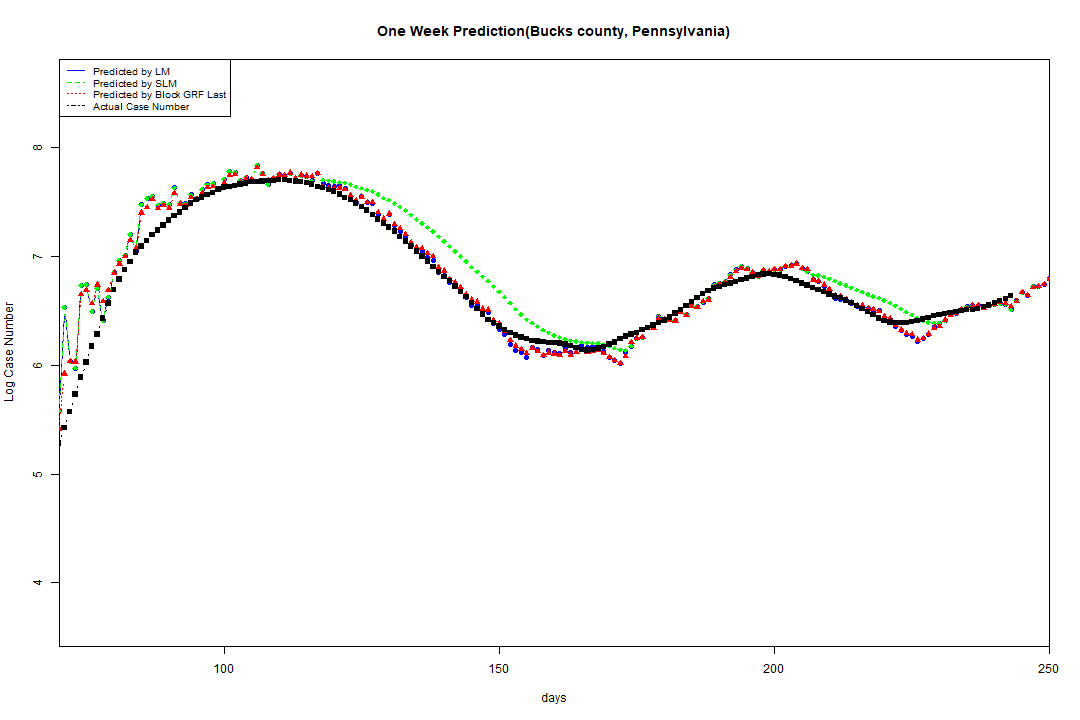 One Week Prediction(Bucks county, Pennsylvania)
Predicted by LM
Predicted by SLM
Predicted by Block GRF Last
Actual Case Number
Log Case Number
8
7
6
5
4
100 150 200 250
days